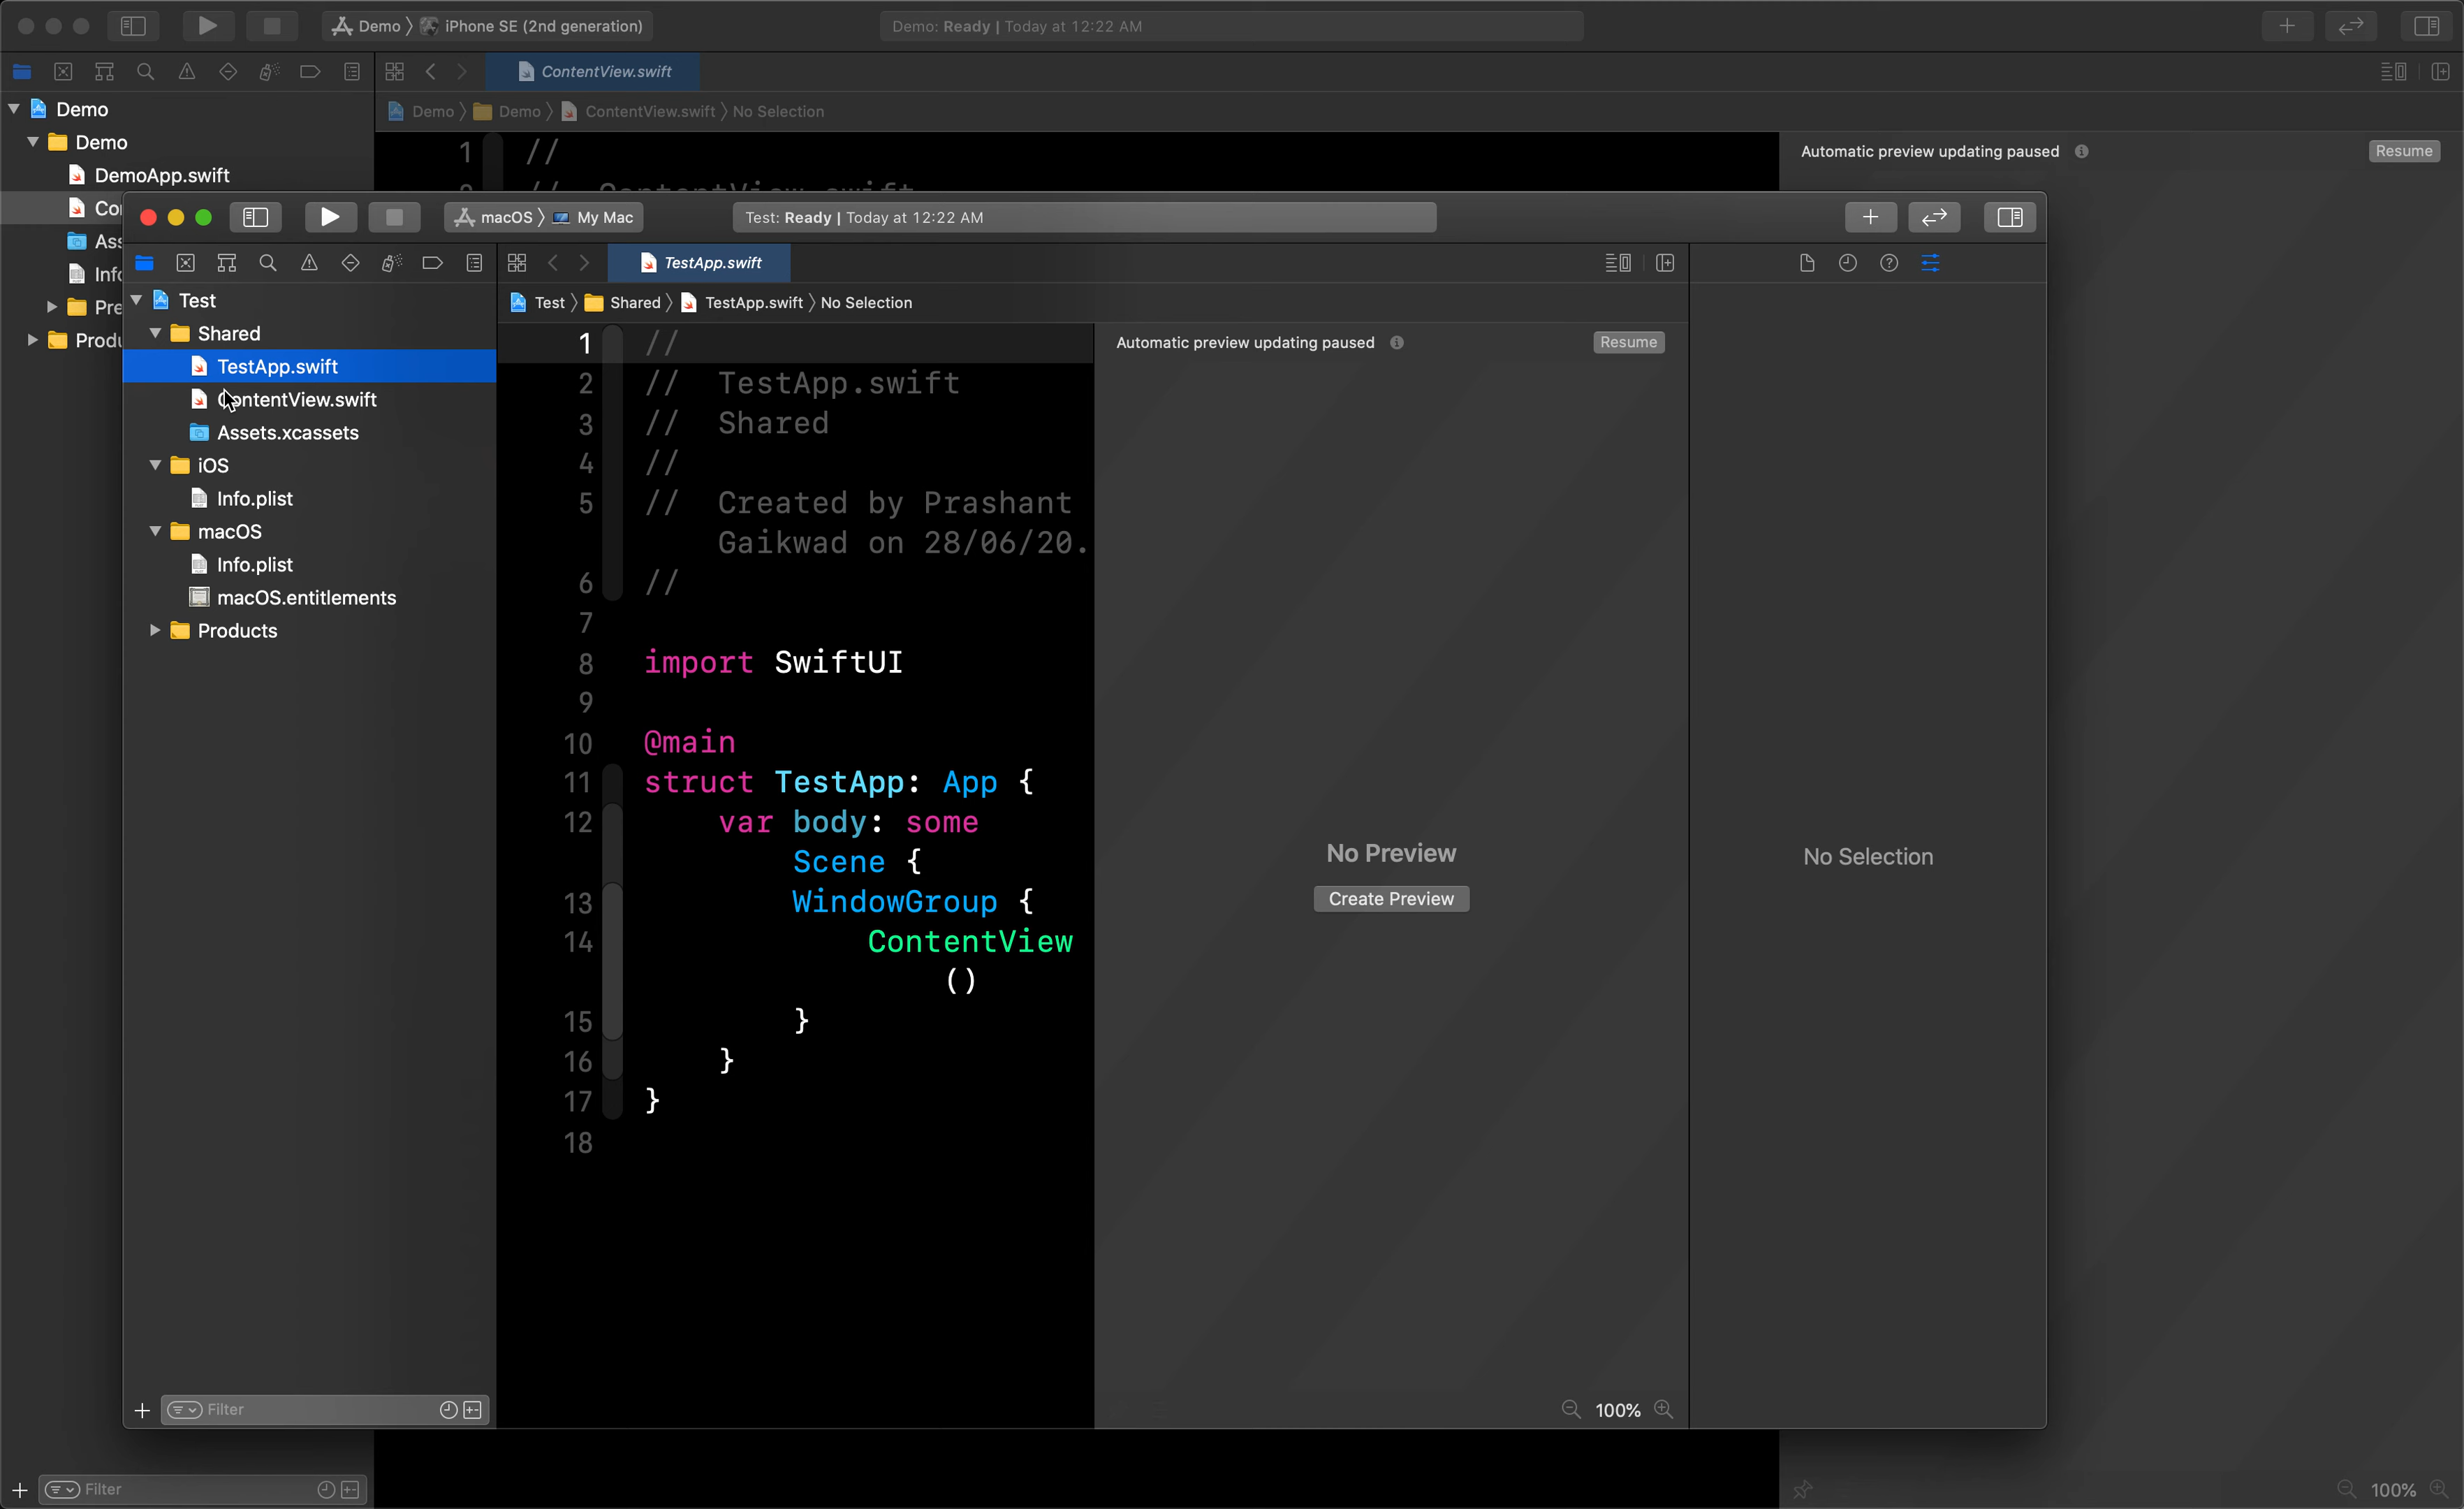 Demo 〉 iPhone SE (2nd generation)
Demo: Ready | Today at 12:22 AM
ContentView.swift
Demo 〉 Demo 〉 ContentView.swift 〉 No Selection
Demo
Demo
DemoApp.swift
1 //
Automatic preview updating paused
Resume
macOS 〉 My Mac
Test: Ready | Today at 12:22 AM
TestApp.swift
Test 〉 Shared 〉 TestApp.swift 〉 No Selection
Test
Shared
TestApp.swift
ContentView.swift
Assets.xcassets
iOS
Info.plist
macOS
Info.plist
macOS.entitlements
Products
1 //
2 // TestApp.swift
3 // Shared
4 //
5 // Created by Prashant
Gaikwad on 28/06/20.
6 //
7
8 import SwiftUI
9
10 @main
11 struct TestApp: App {
12 var body: some
Scene {
13 WindowGroup {
14 ContentView
()
15 }
16 }
17 }
18
Automatic preview updating paused
Resume
No Preview
Create Preview
No Selection
Filter
100%
Filter
100%